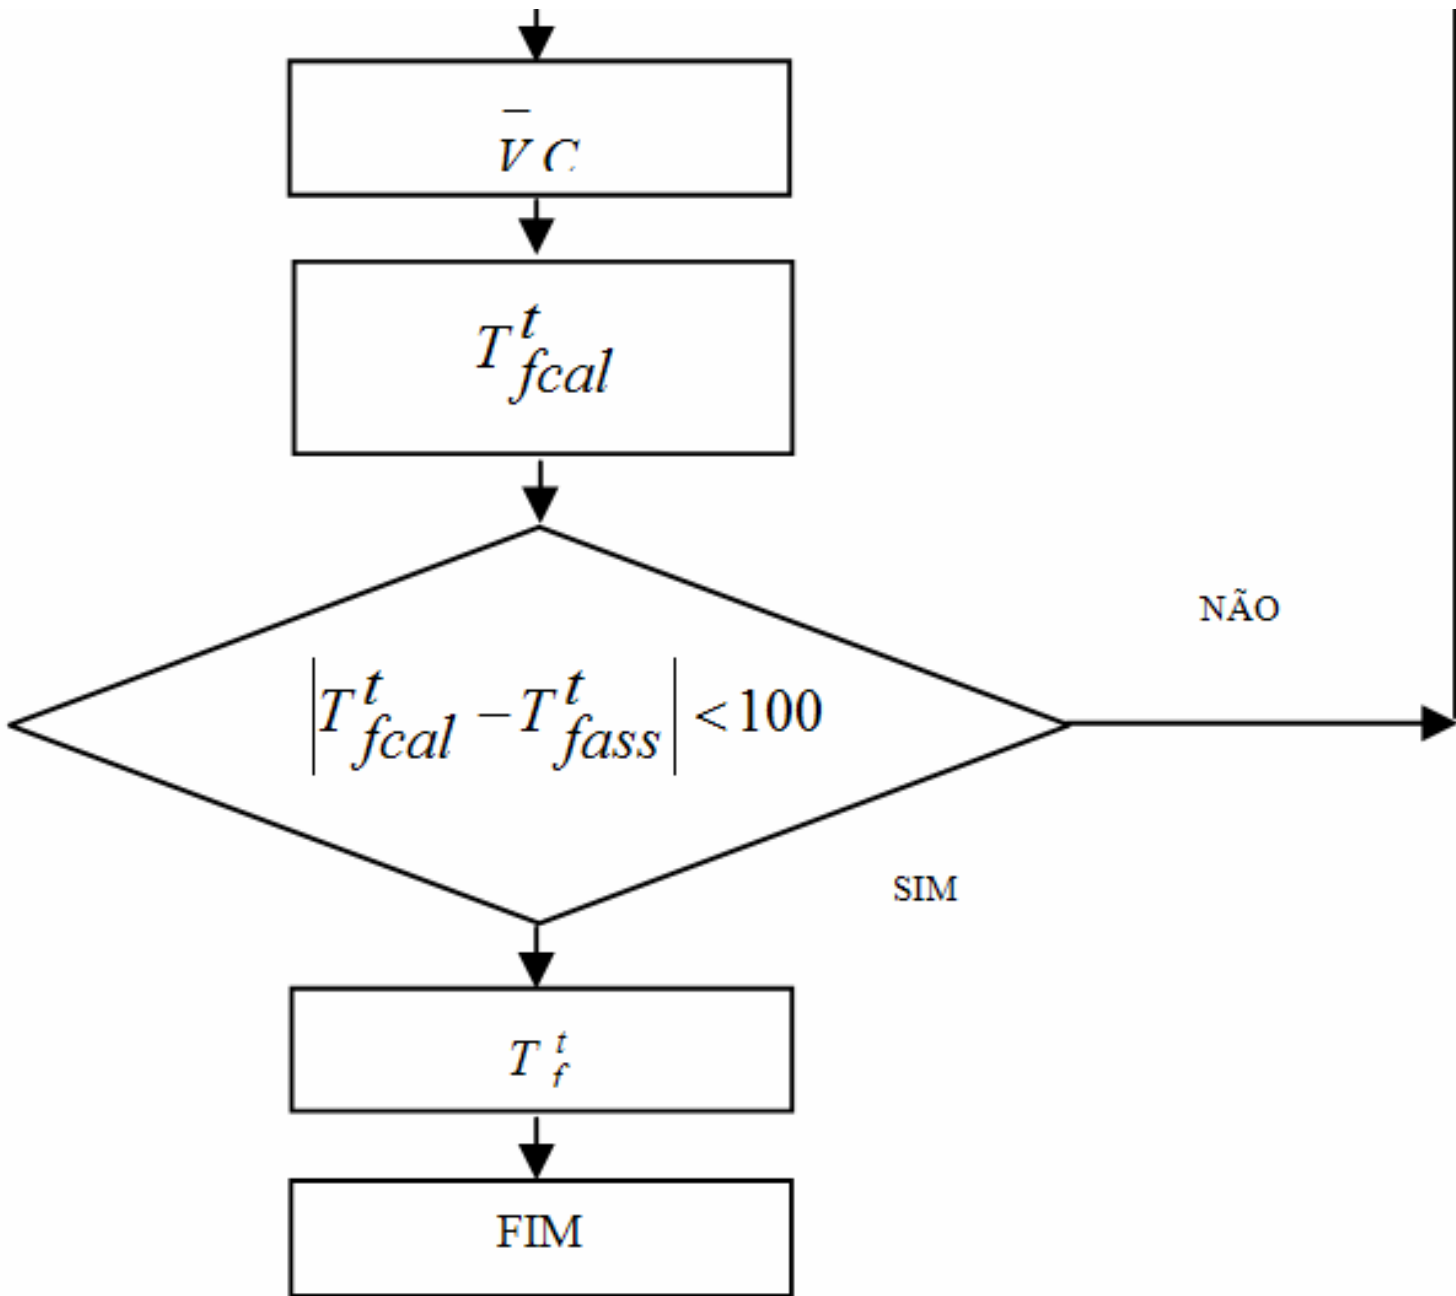 V̄ C
T^t_fcal
NÃO
|T^t_fcal − T^t_fass| < 100
SIM
T^t_f
FIM